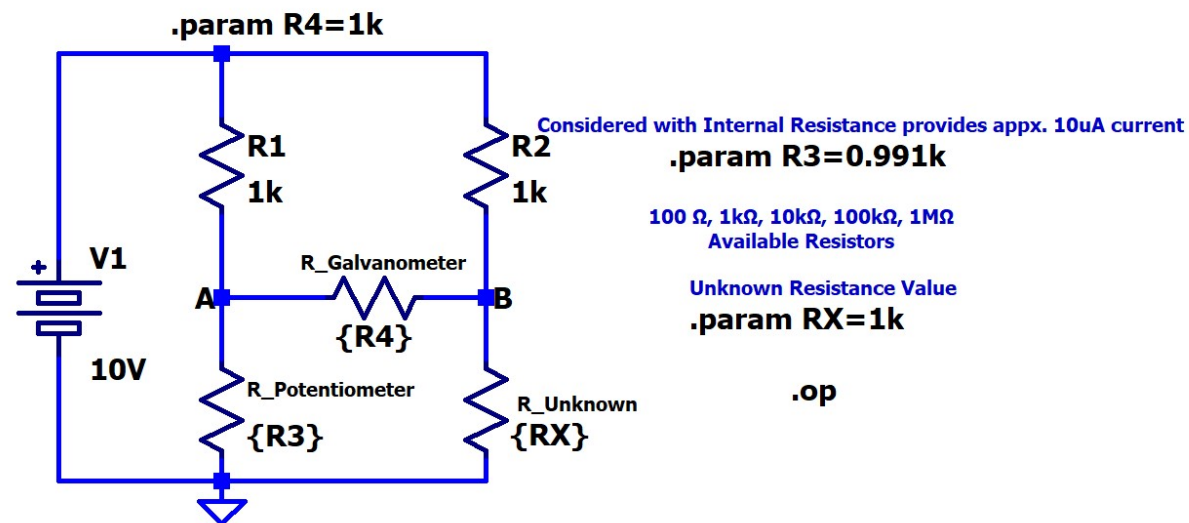 .param R4=1k
Considered with Internal Resistance provides appx. 10uA current
R1
R2
.param R3=0.991k
1k
1k
100 Ω, 1kΩ, 10kΩ, 100kΩ, 1MΩ
Available Resistors
V1
R_Galvanometer
Unknown Resistance Value
+
A
B
.param RX=1k
{R4}
10V
R_Potentiometer
R_Unknown
.op
{R3}
{RX}